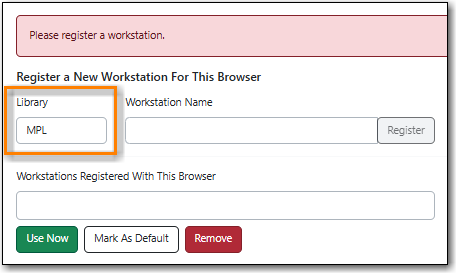 Please register a workstation.
Register a New Workstation For This Browser
Library Workstation Name
MPL Register
Workstations Registered With This Browser
Use Now Mark As Default Remove